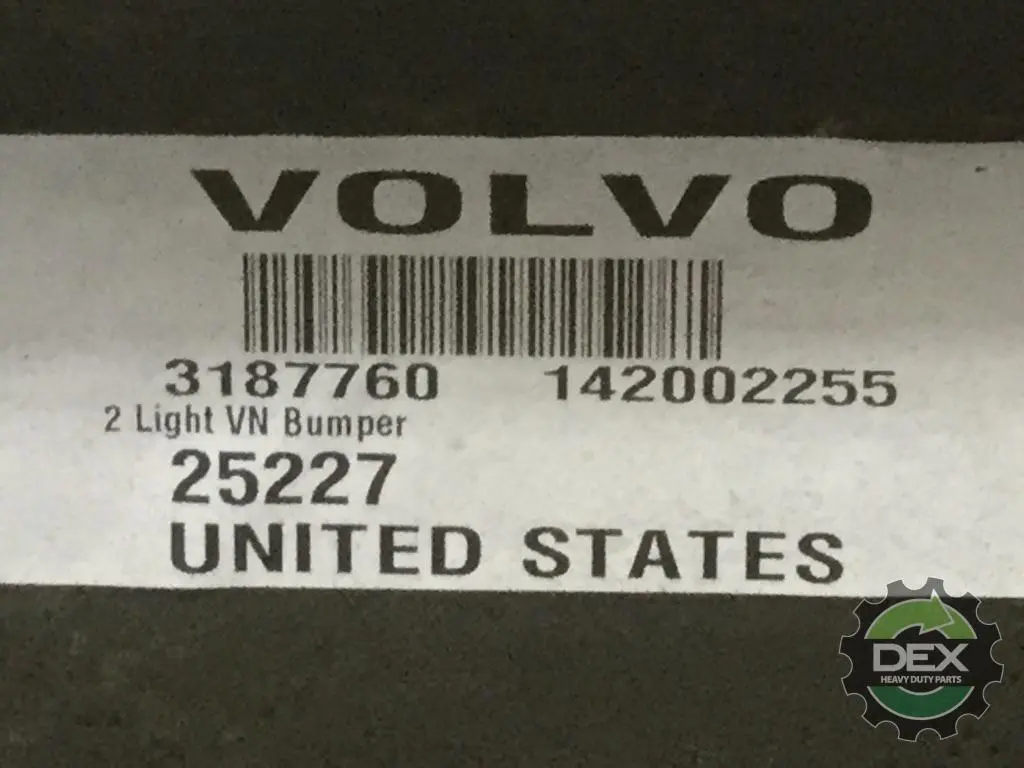 VOLVO
3187760 142002255
2 Light VN Bumper
25227
UNITED STATES
DEX
HEAVY DUTY PARTS